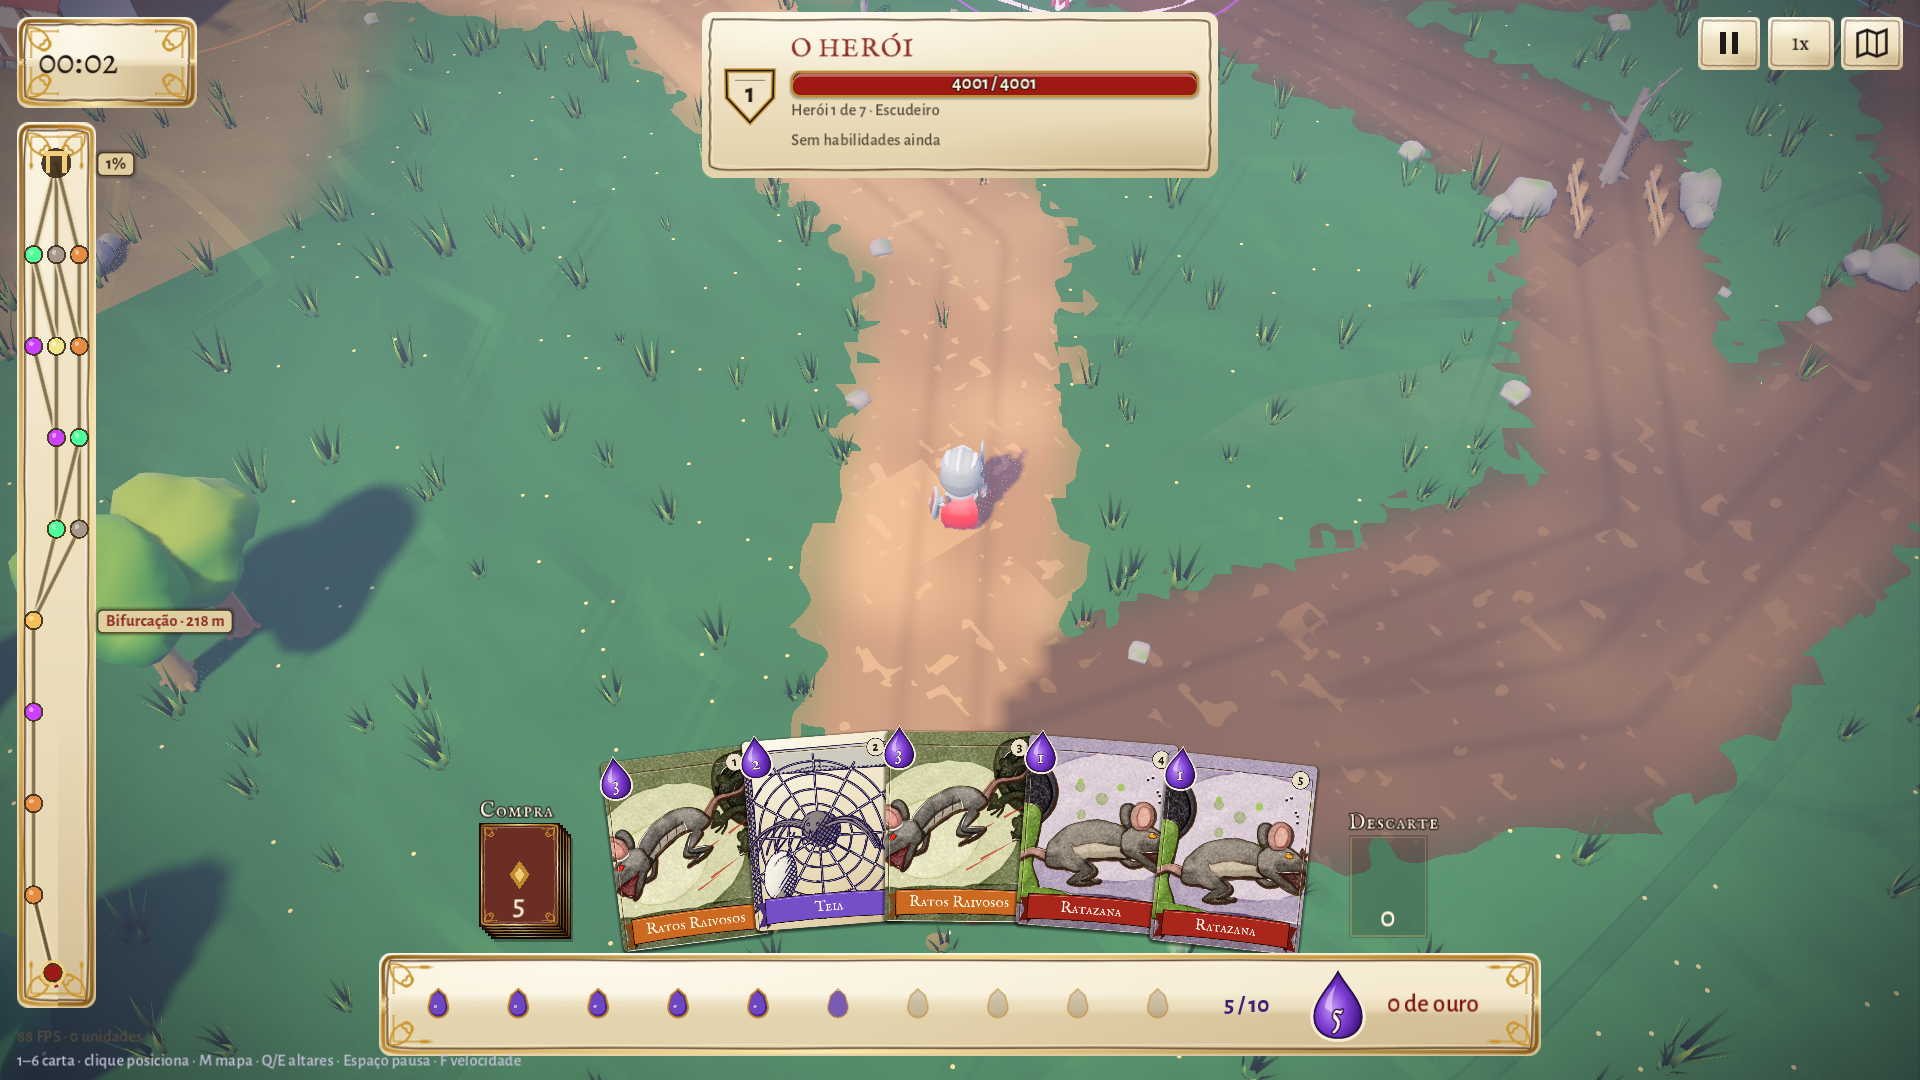 00:02
O HERÓI
1
4001 / 4001
Herói 1 de 7 · Escudeiro
Sem habilidades ainda
1x
1%
Bifurcação · 218 m
COMPRA
5
3
1
RATOS RAIVOSOS
2
2
TEIA
3
3
RATOS RAIVOSOS
1
4
RATAZANA
1
5
RATAZANA
DESCARTE
0
5 / 10
5
0 de ouro
88 FPS · 0 unidades
1–6 carta · clique posiciona · M mapa · Q/E altares · Espaço pausa · F velocidade